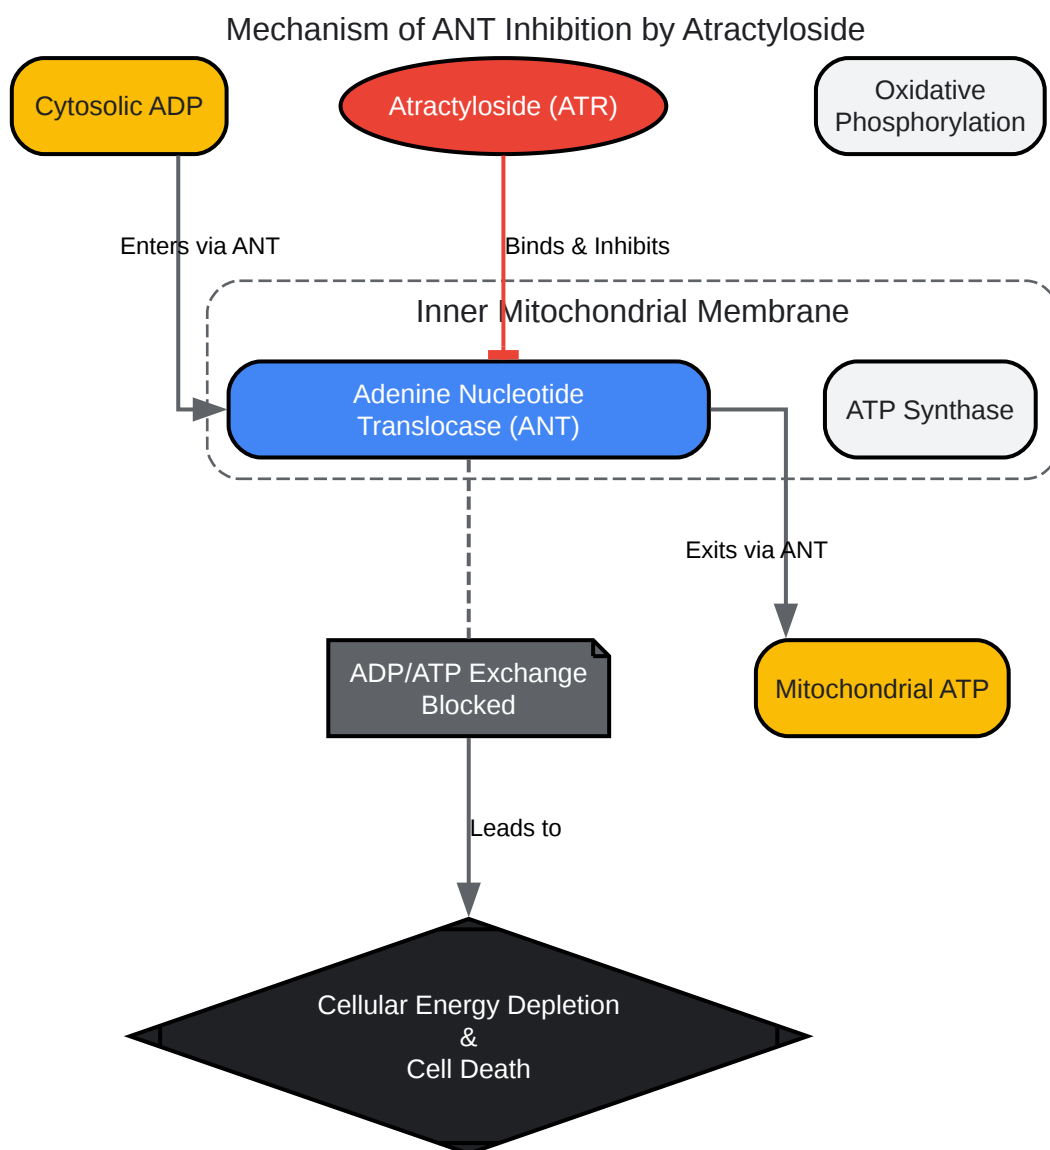 Mechanism of ANT Inhibition by Atractyloside
Cytosolic ADP
Atractyloside (ATR)
Oxidative
Phosphorylation
Enters via ANT
Binds & Inhibits
Inner Mitochondrial Membrane
Adenine Nucleotide
Translocase (ANT)
ATP Synthase
Exits via ANT
ADP/ATP Exchange
Blocked
Mitochondrial ATP
Leads to
Cellular Energy Depletion
&
Cell Death